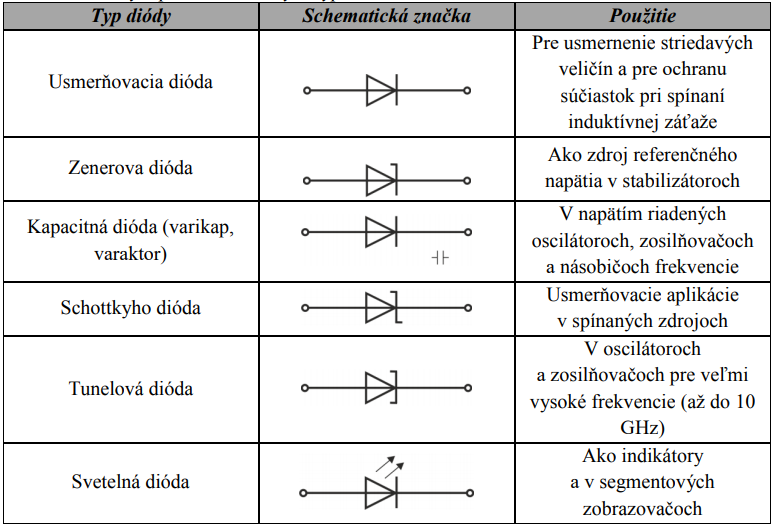 Typ diódy
Schematická značka
Použitie
Usmerňovacia dióda
Pre usmernenie striedavých
veličín a pre ochranu
súčiastok pri spínaní
induktívnej záťaže
Zenerova dióda
Ako zdroj referenčného
napätia v stabilizátoroch
Kapacitná dióda (varikap,
varaktor)
V napätím riadených
oscilátoroch, zosilňovačoch
a násobičoch frekvencie
Schottkyho dióda
Usmerňovacie aplikácie
v spínaných zdrojoch
Tunelová dióda
V oscilátoroch
a zosilňovačoch pre veľmi
vysoké frekvencie (až do 10
GHz)
Svetelná dióda
Ako indikátory
a v segmentových
zobrazovačoch